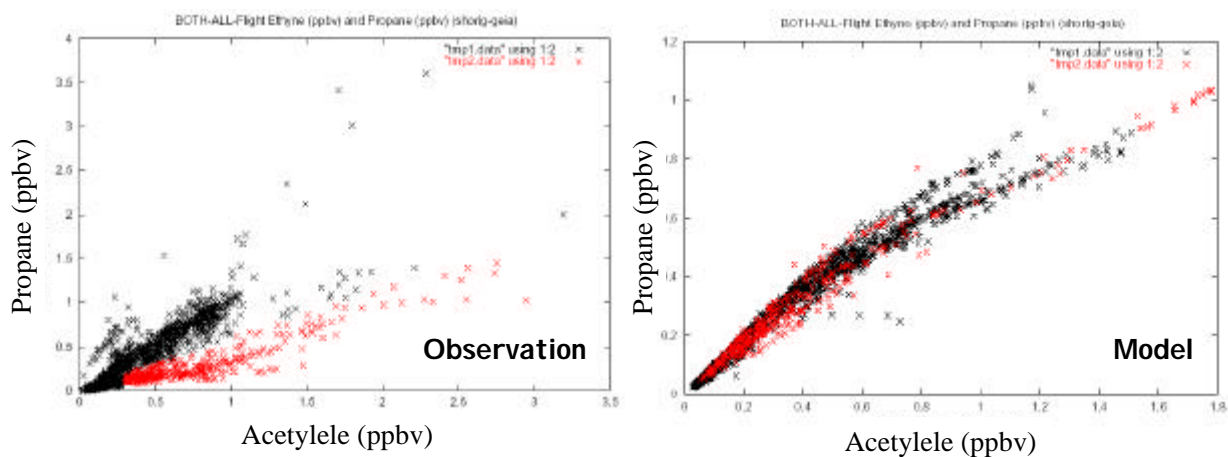 BOTH-ALL-Flight Ethyne (ppbv) and Propane (ppbv) (shorig-geia)
4
3.5
3
2.5
2
1.5
1
0.5
0
0
0.5
1
1.5
2
2.5
3
3.5
"tmp1.data" using 1:2
"tmp2.data" using 1:2
Propane (ppbv)
Observation
Acetylele (ppbv)
BOTH-ALL-Flight Ethyne (ppbv) and Propane (ppbv) (shorig-geia)
1.2
1
0.8
0.6
0.4
0.2
0
0
0.2
0.4
0.6
0.8
1
1.2
1.4
1.6
1.8
"tmp1.data" using 1:2
"tmp2.data" using 1:2
Propane (ppbv)
Model
Acetylele (ppbv)